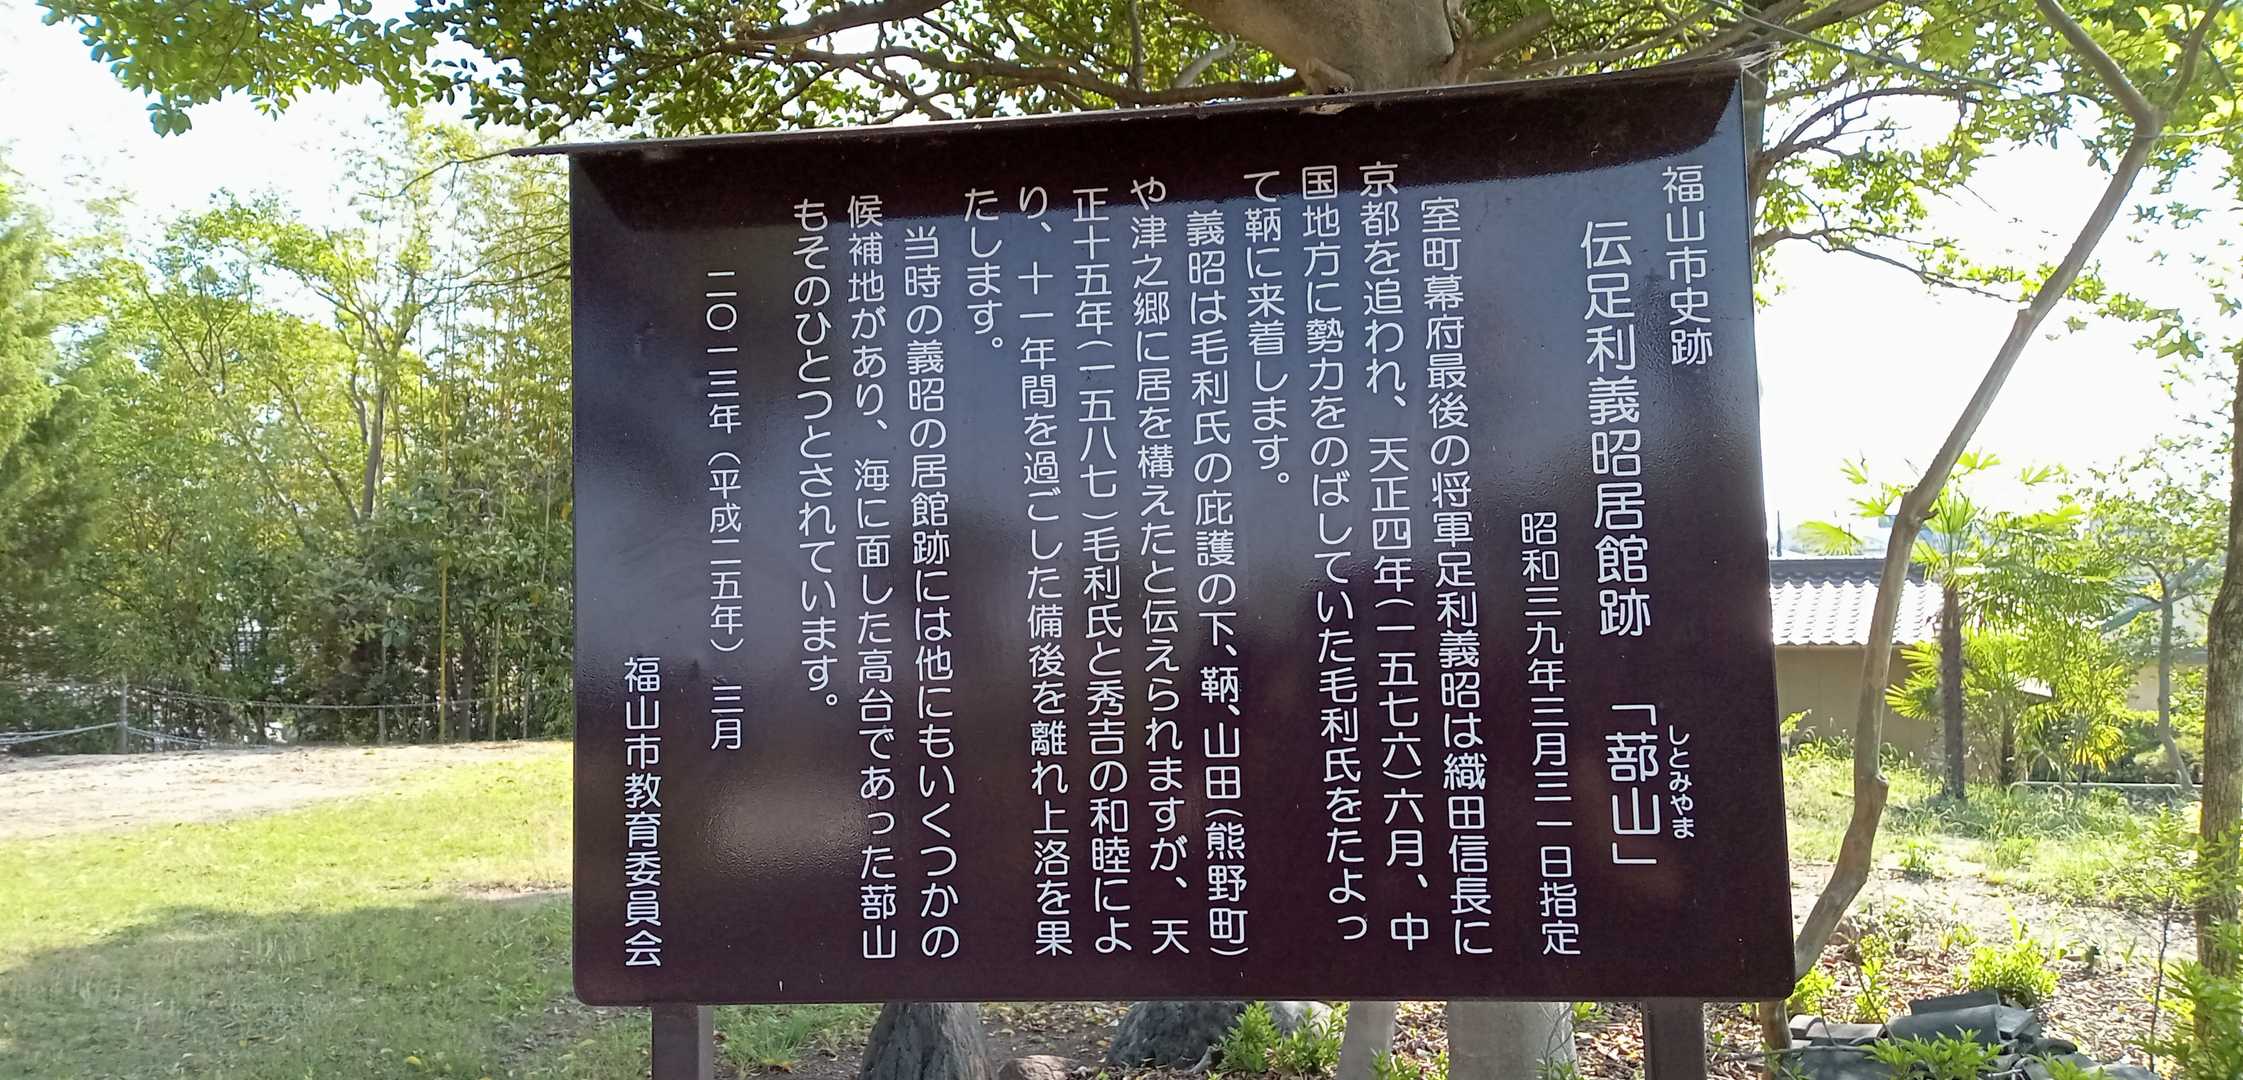 福山市史跡
伝足利義昭居館跡 「蔀山」
しとみやま
昭和三九年三月三一日指定
室町幕府最後の将軍足利義昭は織田信長に
京都を追われ、天正四年(一五七六)六月、中
国地方に勢力をのばしていた毛利氏をたよっ
て鞆に来着します。
義昭は毛利氏の庇護の下、鞆、山田(熊野町)
や津之郷に居を構えたと伝えられますが、天
正十五年(一五八七)毛利氏と秀吉の和睦によ
り、十一年間を過ごした備後を離れ上洛を果
たします。
当時の義昭の居館跡には他にもいくつかの
候補地があり、海に面した高台であった蔀山
もそのひとつとされています。
二〇一三年(平成二五年) 三月
福山市教育委員会